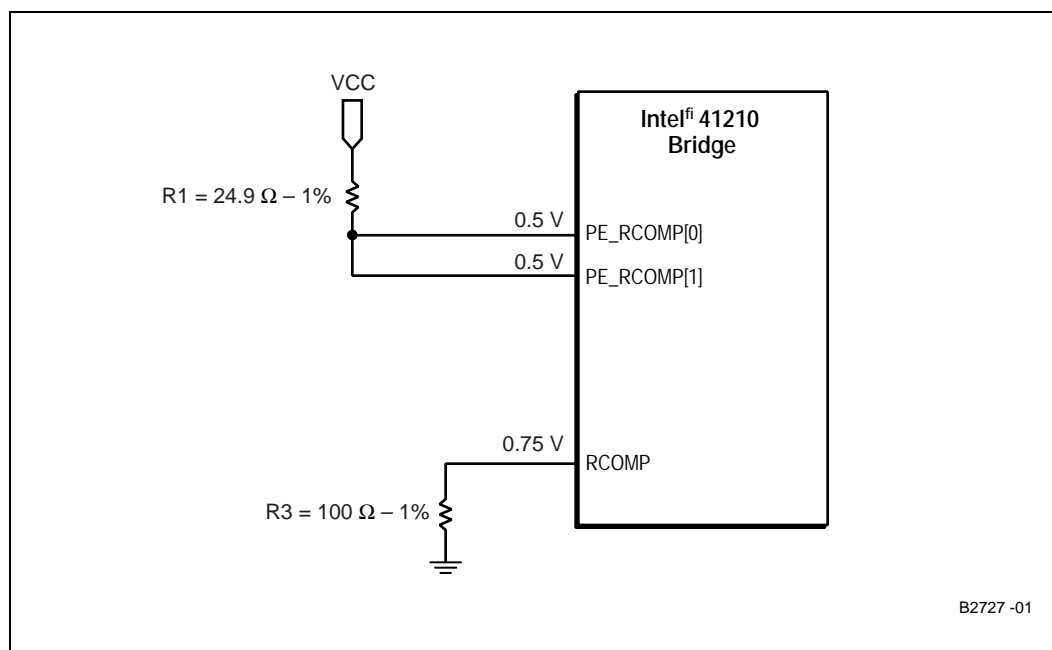 VCC
Intelfi 41210
Bridge
R1 = 24.9 Ω – 1%
0.5 V
PE_RCOMP[0]
0.5 V
PE_RCOMP[1]
0.75 V
RCOMP
R3 = 100 Ω – 1%
B2727 -01